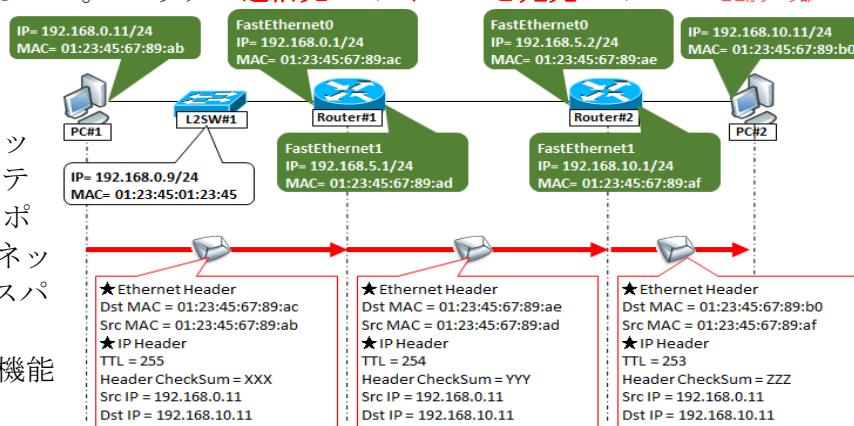 IP= 192.168.0.11/24
MAC= 01:23:45:67:89:ab
FastEthernet0
IP= 192.168.0.1/24
MAC= 01:23:45:67:89:ac
FastEthernet0
IP= 192.168.5.2/24
MAC= 01:23:45:67:89:ae
IP= 192.168.10.11/24
MAC= 01:23:45:67:89:b0
PC#1
L2SW#1
Router#1
Router#2
PC#2
IP= 192.168.0.9/24
MAC= 01:23:45:01:23:45
FastEthernet1
IP= 192.168.5.1/24
MAC= 01:23:45:67:89:ad
FastEthernet1
IP= 192.168.10.1/24
MAC= 01:23:45:67:89:af
ッ
テ
ポ
ネッ
スパ
機能
★Ethernet Header
Dst MAC = 01:23:45:67:89:ac
Src MAC = 01:23:45:67:89:ab
★IP Header
TTL = 255
Header CheckSum = XXX
Src IP = 192.168.0.11
Dst IP = 192.168.10.11
★Ethernet Header
Dst MAC = 01:23:45:67:89:ae
Src MAC = 01:23:45:67:89:ad
★IP Header
TTL = 254
Header CheckSum = YYY
Src IP = 192.168.0.11
Dst IP = 192.168.10.11
★Ethernet Header
Dst MAC = 01:23:45:67:89:b0
Src MAC = 01:23:45:67:89:af
★IP Header
TTL = 253
Header CheckSum = ZZZ
Src IP = 192.168.0.11
Dst IP = 192.168.10.11